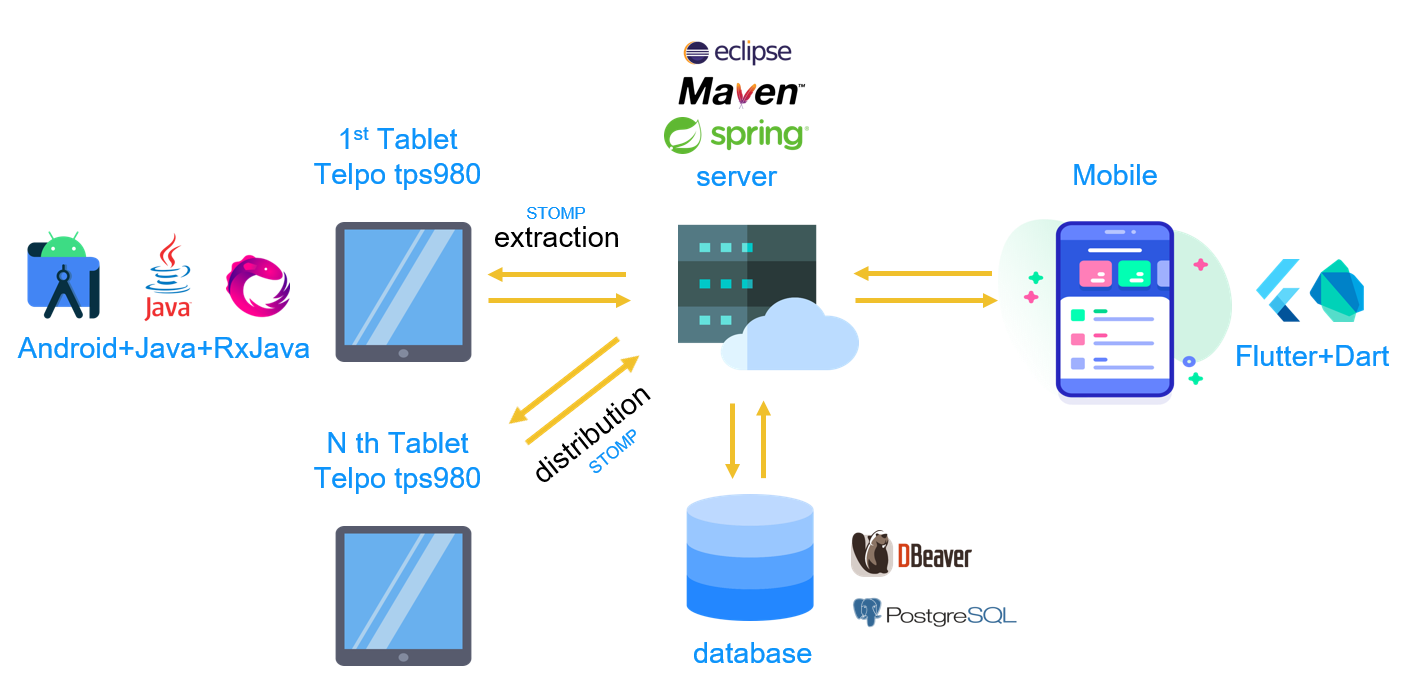 eclipse
Maven™
spring®
server
1st Tablet
Telpo tps980
Mobile
STOMP
extraction
Java
Android+Java+RxJava
Flutter+Dart
distribution
STOMP
N th Tablet
Telpo tps980
DBeaver
PostgreSQL
database